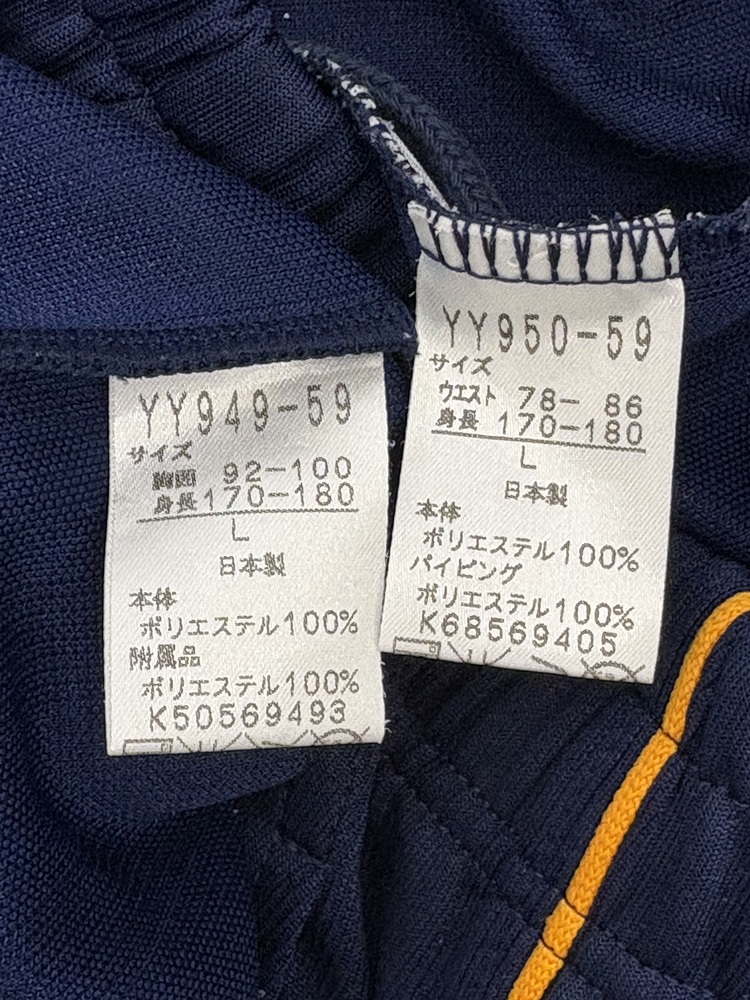 YY949-59
サイズ
胸囲 92-100
身長170-180
L
日本製
本体
ポリエステル100%
附属品
ポリエステル100%
K50569493
YY950-59
サイズ
ウエスト 78- 86
身長 170-180
L
日本製
本体
ポリエステル100%
パイピング
ポリエステル100%
K68569405